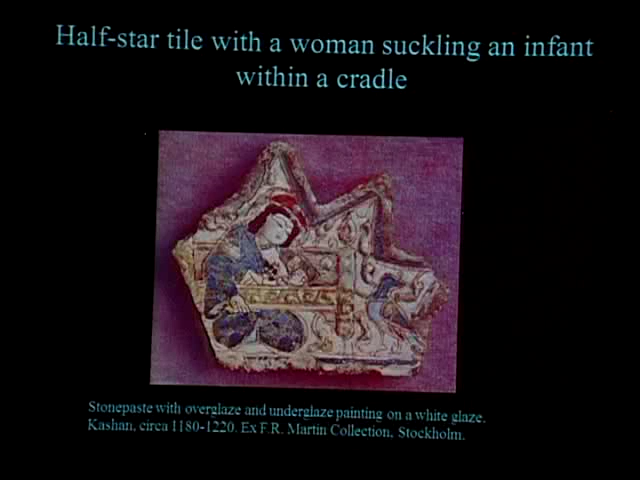 Half-star tile with a woman suckling an infant
within a cradle
Stonepaste with overglaze and underglaze painting on a white glaze.
Kashan, circa 1180-1220. Ex F.R. Martin Collection, Stockholm.